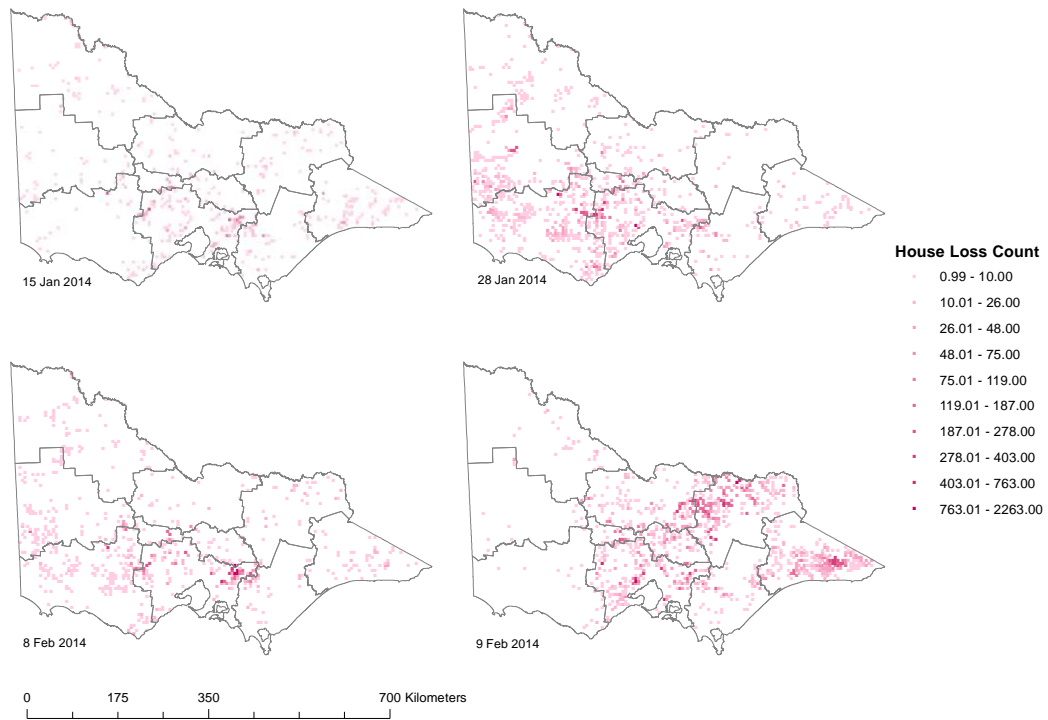 15 Jan 2014
28 Jan 2014
House Loss Count
0.99 - 10.00
10.01 - 26.00
26.01 - 48.00
48.01 - 75.00
75.01 - 119.00
119.01 - 187.00
187.01 - 278.00
278.01 - 403.00
403.01 - 763.00
763.01 - 2263.00
8 Feb 2014
9 Feb 2014
0 175 350 700 Kilometers